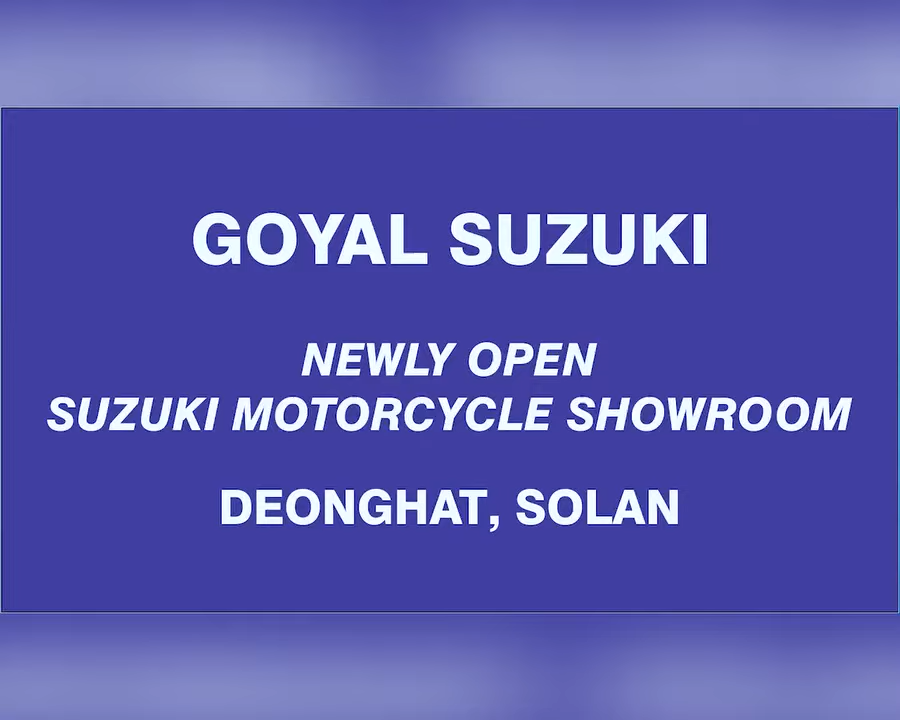 GOYAL SUZUKI
NEWLY OPEN
SUZUKI MOTORCYCLE SHOWROOM
DEONGHAT, SOLAN